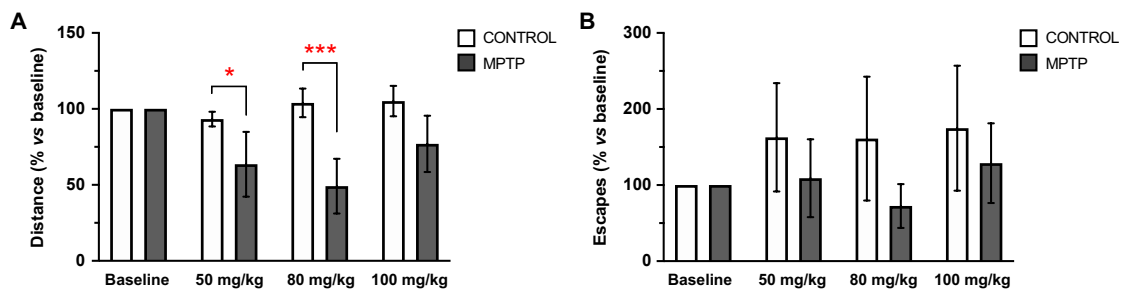 A
Distance (% vs baseline)
150
100
50
0
*
***
CONTROL
MPTP
Baseline
50 mg/kg
80 mg/kg
100 mg/kg
B
Escapes (% vs baseline)
300
200
150
100
50
0
CONTROL
MPTP
Baseline
50 mg/kg
80 mg/kg
100 mg/kg